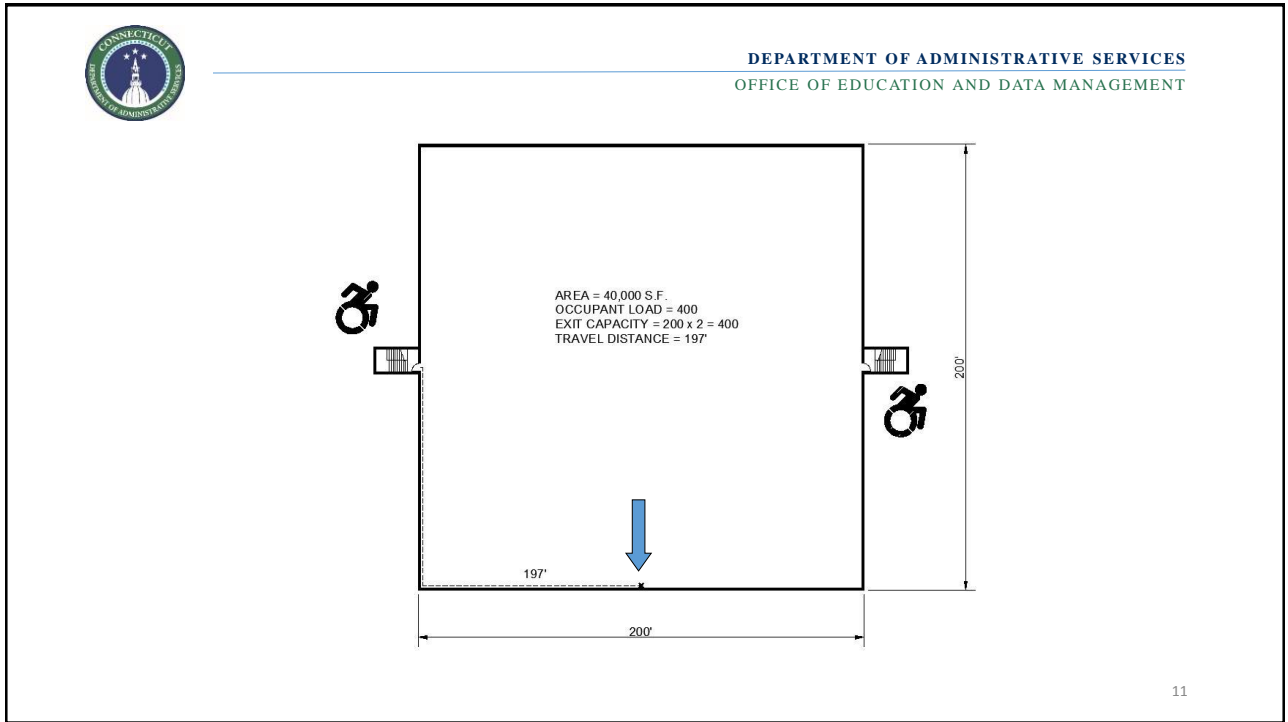 CONNECTICUT
DEPARTMENT OF ADMINISTRATIVE SERVICES
DEPARTMENT OF ADMINISTRATIVE SERVICES
OFFICE OF EDUCATION AND DATA MANAGEMENT
AREA = 40,000 S.F.
OCCUPANT LOAD = 400
EXIT CAPACITY = 200 x 2 = 400
TRAVEL DISTANCE = 197'
200'
197'
200'
11